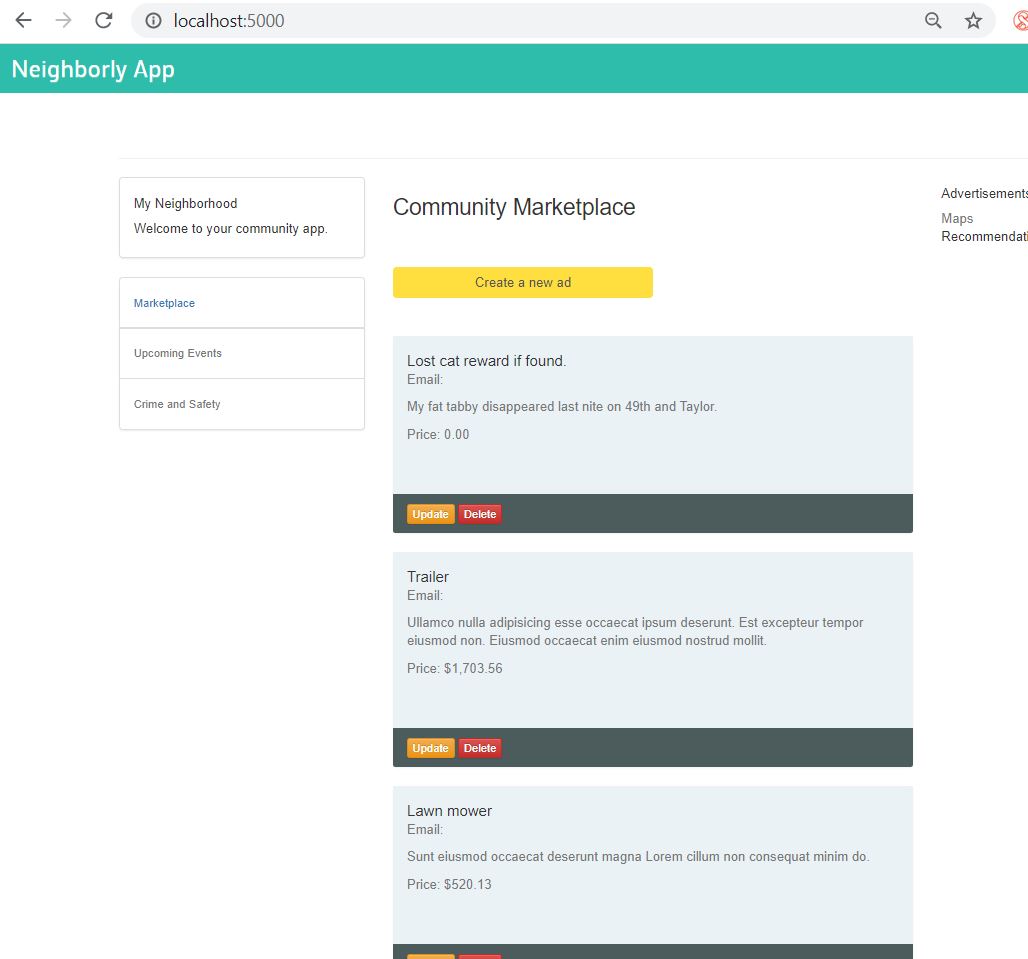 localhost:5000
Neighborly App
My Neighborhood
Welcome to your community app.
Marketplace
Upcoming Events
Crime and Safety
Community Marketplace
Create a new ad
Lost cat reward if found.
Email:
My fat tabby disappeared last nite on 49th and Taylor.
Price: 0.00
Update Delete
Trailer
Email:
Ullamco nulla adipisicing esse occaecat ipsum deserunt. Est excepteur tempor
eiusmod non. Eiusmod occaecat enim eiusmod nostrud mollit.
Price: $1,703.56
Update Delete
Lawn mower
Email:
Sunt eiusmod occaecat deserunt magna Lorem cillum non consequat minim do.
Price: $520.13
Advertisements
Maps
Recommendati